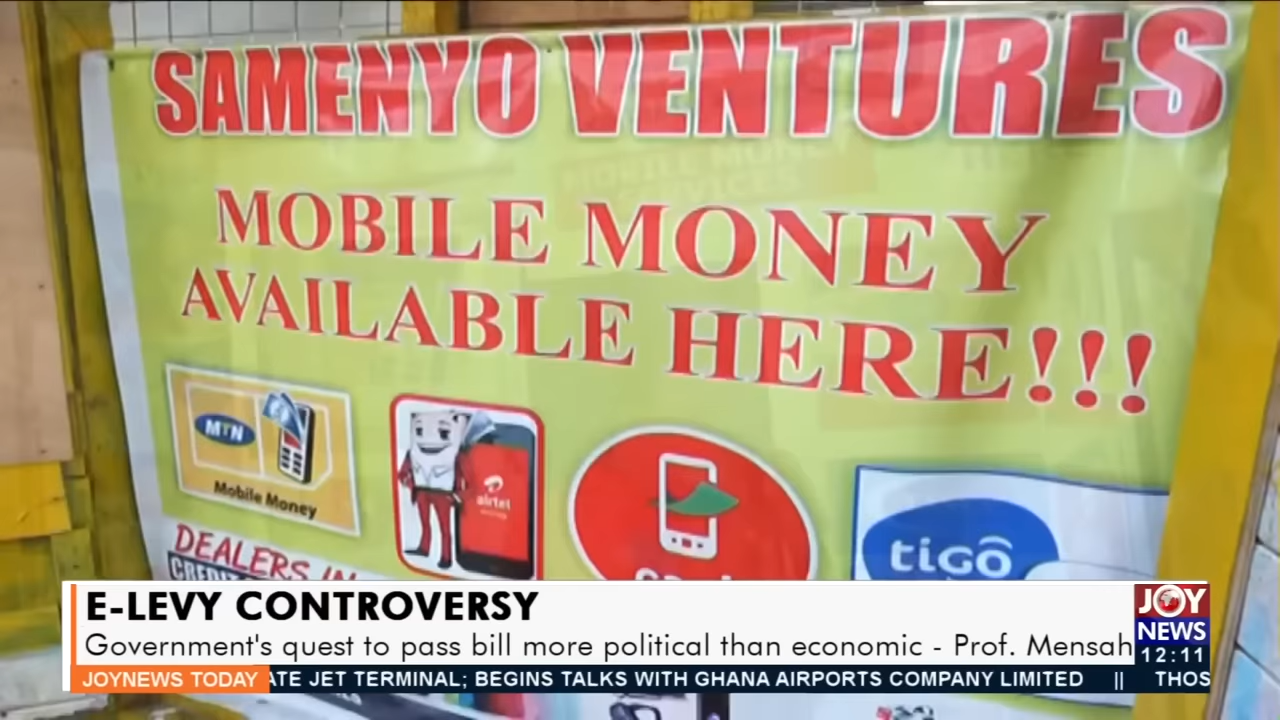 SAMENYO VENTURES
MOBILE MONEY
AVAILABLE HERE!!!
MTN
Mobile Money
airtel
tiGO
DEALERS IN
E-LEVY CONTROVERSY
Government's quest to pass bill more political than economic - Prof. Mensah
JOY
NEWS
12:11
JOYNEWS TODAY
ATE JET TERMINAL; BEGINS TALKS WITH GHANA AIRPORTS COMPANY LIMITED || THOS